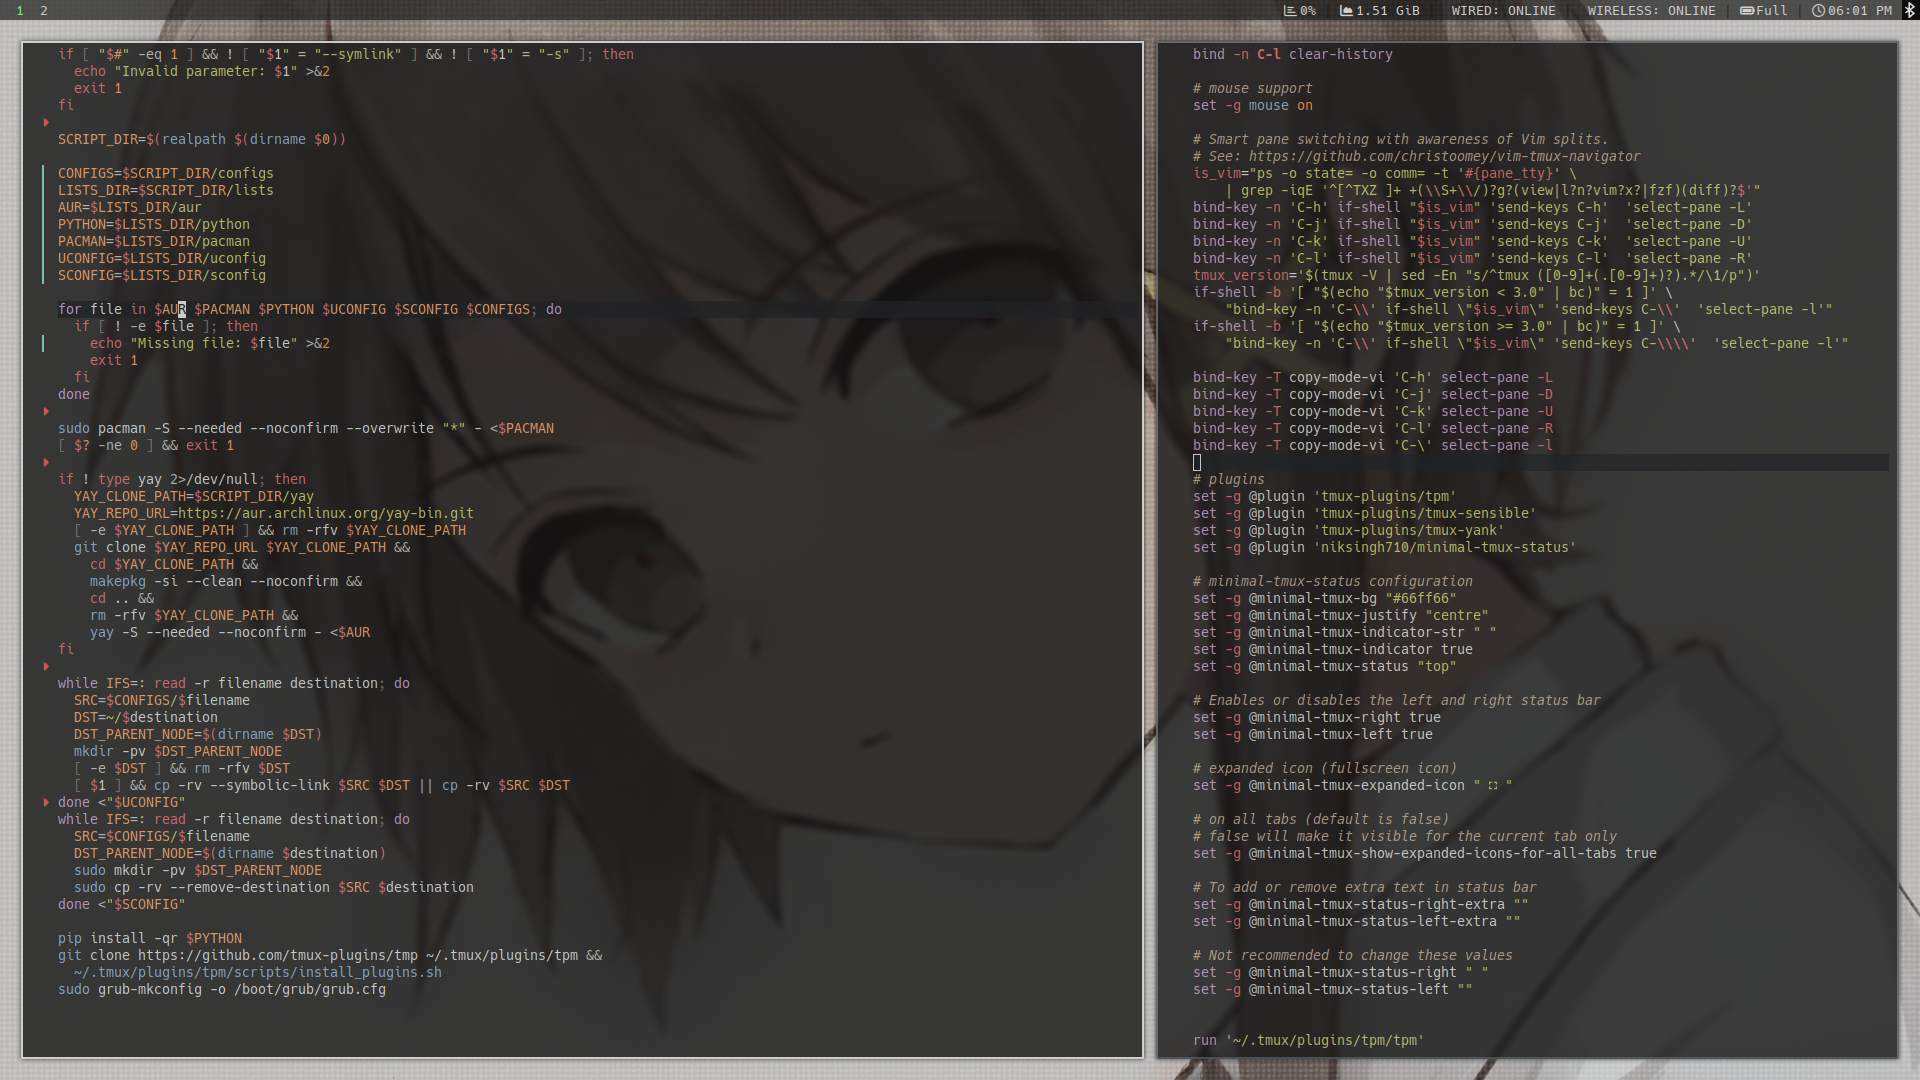 1 2 0% 1.51 GiB WIRED: ONLINE WIRELESS: ONLINE Full 06:01 PM
if [ "$#" -eq 1 ] && ! [ "$1" = "--symlink" ] && ! [ "$1" = "-s" ]; then
echo "Invalid parameter: $1" >&2
exit 1
fi
SCRIPT_DIR=$(realpath $(dirname $0))
CONFIGS=$SCRIPT_DIR/configs
LISTS_DIR=$SCRIPT_DIR/lists
AUR=$LISTS_DIR/aur
PYTHON=$LISTS_DIR/python
PACMAN=$LISTS_DIR/pacman
UCONFIG=$LISTS_DIR/uconfig
SCONFIG=$LISTS_DIR/sconfig
for file in $AUR $PACMAN $PYTHON $UCONFIG $SCONFIG $CONFIGS; do
if [ ! -e $file ]; then
echo "Missing file: $file" >&2
exit 1
fi
done
sudo pacman -S --needed --noconfirm --overwrite "*" - <$PACMAN
[ $? -ne 0 ] && exit 1
if ! type yay 2>/dev/null; then
YAY_CLONE_PATH=$SCRIPT_DIR/yay
YAY_REPO_URL=https://aur.archlinux.org/yay-bin.git
[ -e $YAY_CLONE_PATH ] && rm -rfv $YAY_CLONE_PATH
git clone $YAY_REPO_URL $YAY_CLONE_PATH &&
cd $YAY_CLONE_PATH &&
makepkg -si --clean --noconfirm &&
cd .. &&
rm -rfv $YAY_CLONE_PATH &&
yay -S --needed --noconfirm - <$AUR
fi
while IFS=: read -r filename destination; do
SRC=$CONFIGS/$filename
DST=~/$destination
DST_PARENT_NODE=$(dirname $DST)
mkdir -pv $DST_PARENT_NODE
[ -e $DST ] && rm -rfv $DST
[ $1 ] && cp -rv --symbolic-link $SRC $DST || cp -rv $SRC $DST
done <"$UCONFIG"
while IFS=: read -r filename destination; do
SRC=$CONFIGS/$filename
DST_PARENT_NODE=$(dirname $destination)
sudo mkdir -pv $DST_PARENT_NODE
sudo cp -rv --remove-destination $SRC $destination
done <"$SCONFIG"
pip install -qr $PYTHON
git clone https://github.com/tmux-plugins/tmp ~/.tmux/plugins/tpm &&
~/.tmux/plugins/tpm/scripts/install_plugins.sh
sudo grub-mkconfig -o /boot/grub/grub.cfg
bind -n C-l clear-history
# mouse support
set -g mouse on
# Smart pane switching with awareness of Vim splits.
# See: https://github.com/christoomey/vim-tmux-navigator
is_vim="ps -o state= -o comm= -t '#{pane_tty}' \
| grep -iqE '^[^TXZ ]+ +(\\S+\\/)?g?(view|l?n?vim?x?|fzf)(diff)?$'"
bind-key -n 'C-h' if-shell "$is_vim" 'send-keys C-h' 'select-pane -L'
bind-key -n 'C-j' if-shell "$is_vim" 'send-keys C-j' 'select-pane -D'
bind-key -n 'C-k' if-shell "$is_vim" 'send-keys C-k' 'select-pane -U'
bind-key -n 'C-l' if-shell "$is_vim" 'send-keys C-l' 'select-pane -R'
tmux_version='$(tmux -V | sed -En "s/^tmux ([0-9]+(.[0-9]+)?).*/\1/p")'
if-shell -b '[ "$(echo "$tmux_version < 3.0" | bc)" = 1 ]' \
"bind-key -n 'C-\\' if-shell \"$is_vim\" 'send-keys C-\\' 'select-pane -l'"
if-shell -b '[ "$(echo "$tmux_version >= 3.0" | bc)" = 1 ]' \
"bind-key -n 'C-\\' if-shell \"$is_vim\" 'send-keys C-\\\\' 'select-pane -l'"
bind-key -T copy-mode-vi 'C-h' select-pane -L
bind-key -T copy-mode-vi 'C-j' select-pane -D
bind-key -T copy-mode-vi 'C-k' select-pane -U
bind-key -T copy-mode-vi 'C-l' select-pane -R
bind-key -T copy-mode-vi 'C-\' select-pane -l
# plugins
set -g @plugin 'tmux-plugins/tpm'
set -g @plugin 'tmux-plugins/tmux-sensible'
set -g @plugin 'tmux-plugins/tmux-yank'
set -g @plugin 'niksingh710/minimal-tmux-status'
# minimal-tmux-status configuration
set -g @minimal-tmux-bg "#66ff66"
set -g @minimal-tmux-justify "centre"
set -g @minimal-tmux-indicator-str " "
set -g @minimal-tmux-indicator true
set -g @minimal-tmux-status "top"
# Enables or disables the left and right status bar
set -g @minimal-tmux-right true
set -g @minimal-tmux-left true
# expanded icon (fullscreen icon)
set -g @minimal-tmux-expanded-icon " ⛶ "
# on all tabs (default is false)
# false will make it visible for the current tab only
set -g @minimal-tmux-show-expanded-icons-for-all-tabs true
# To add or remove extra text in status bar
set -g @minimal-tmux-status-right-extra ""
set -g @minimal-tmux-status-left-extra ""
# Not recommended to change these values
set -g @minimal-tmux-status-right " "
set -g @minimal-tmux-status-left ""
run '~/.tmux/plugins/tpm/tpm'